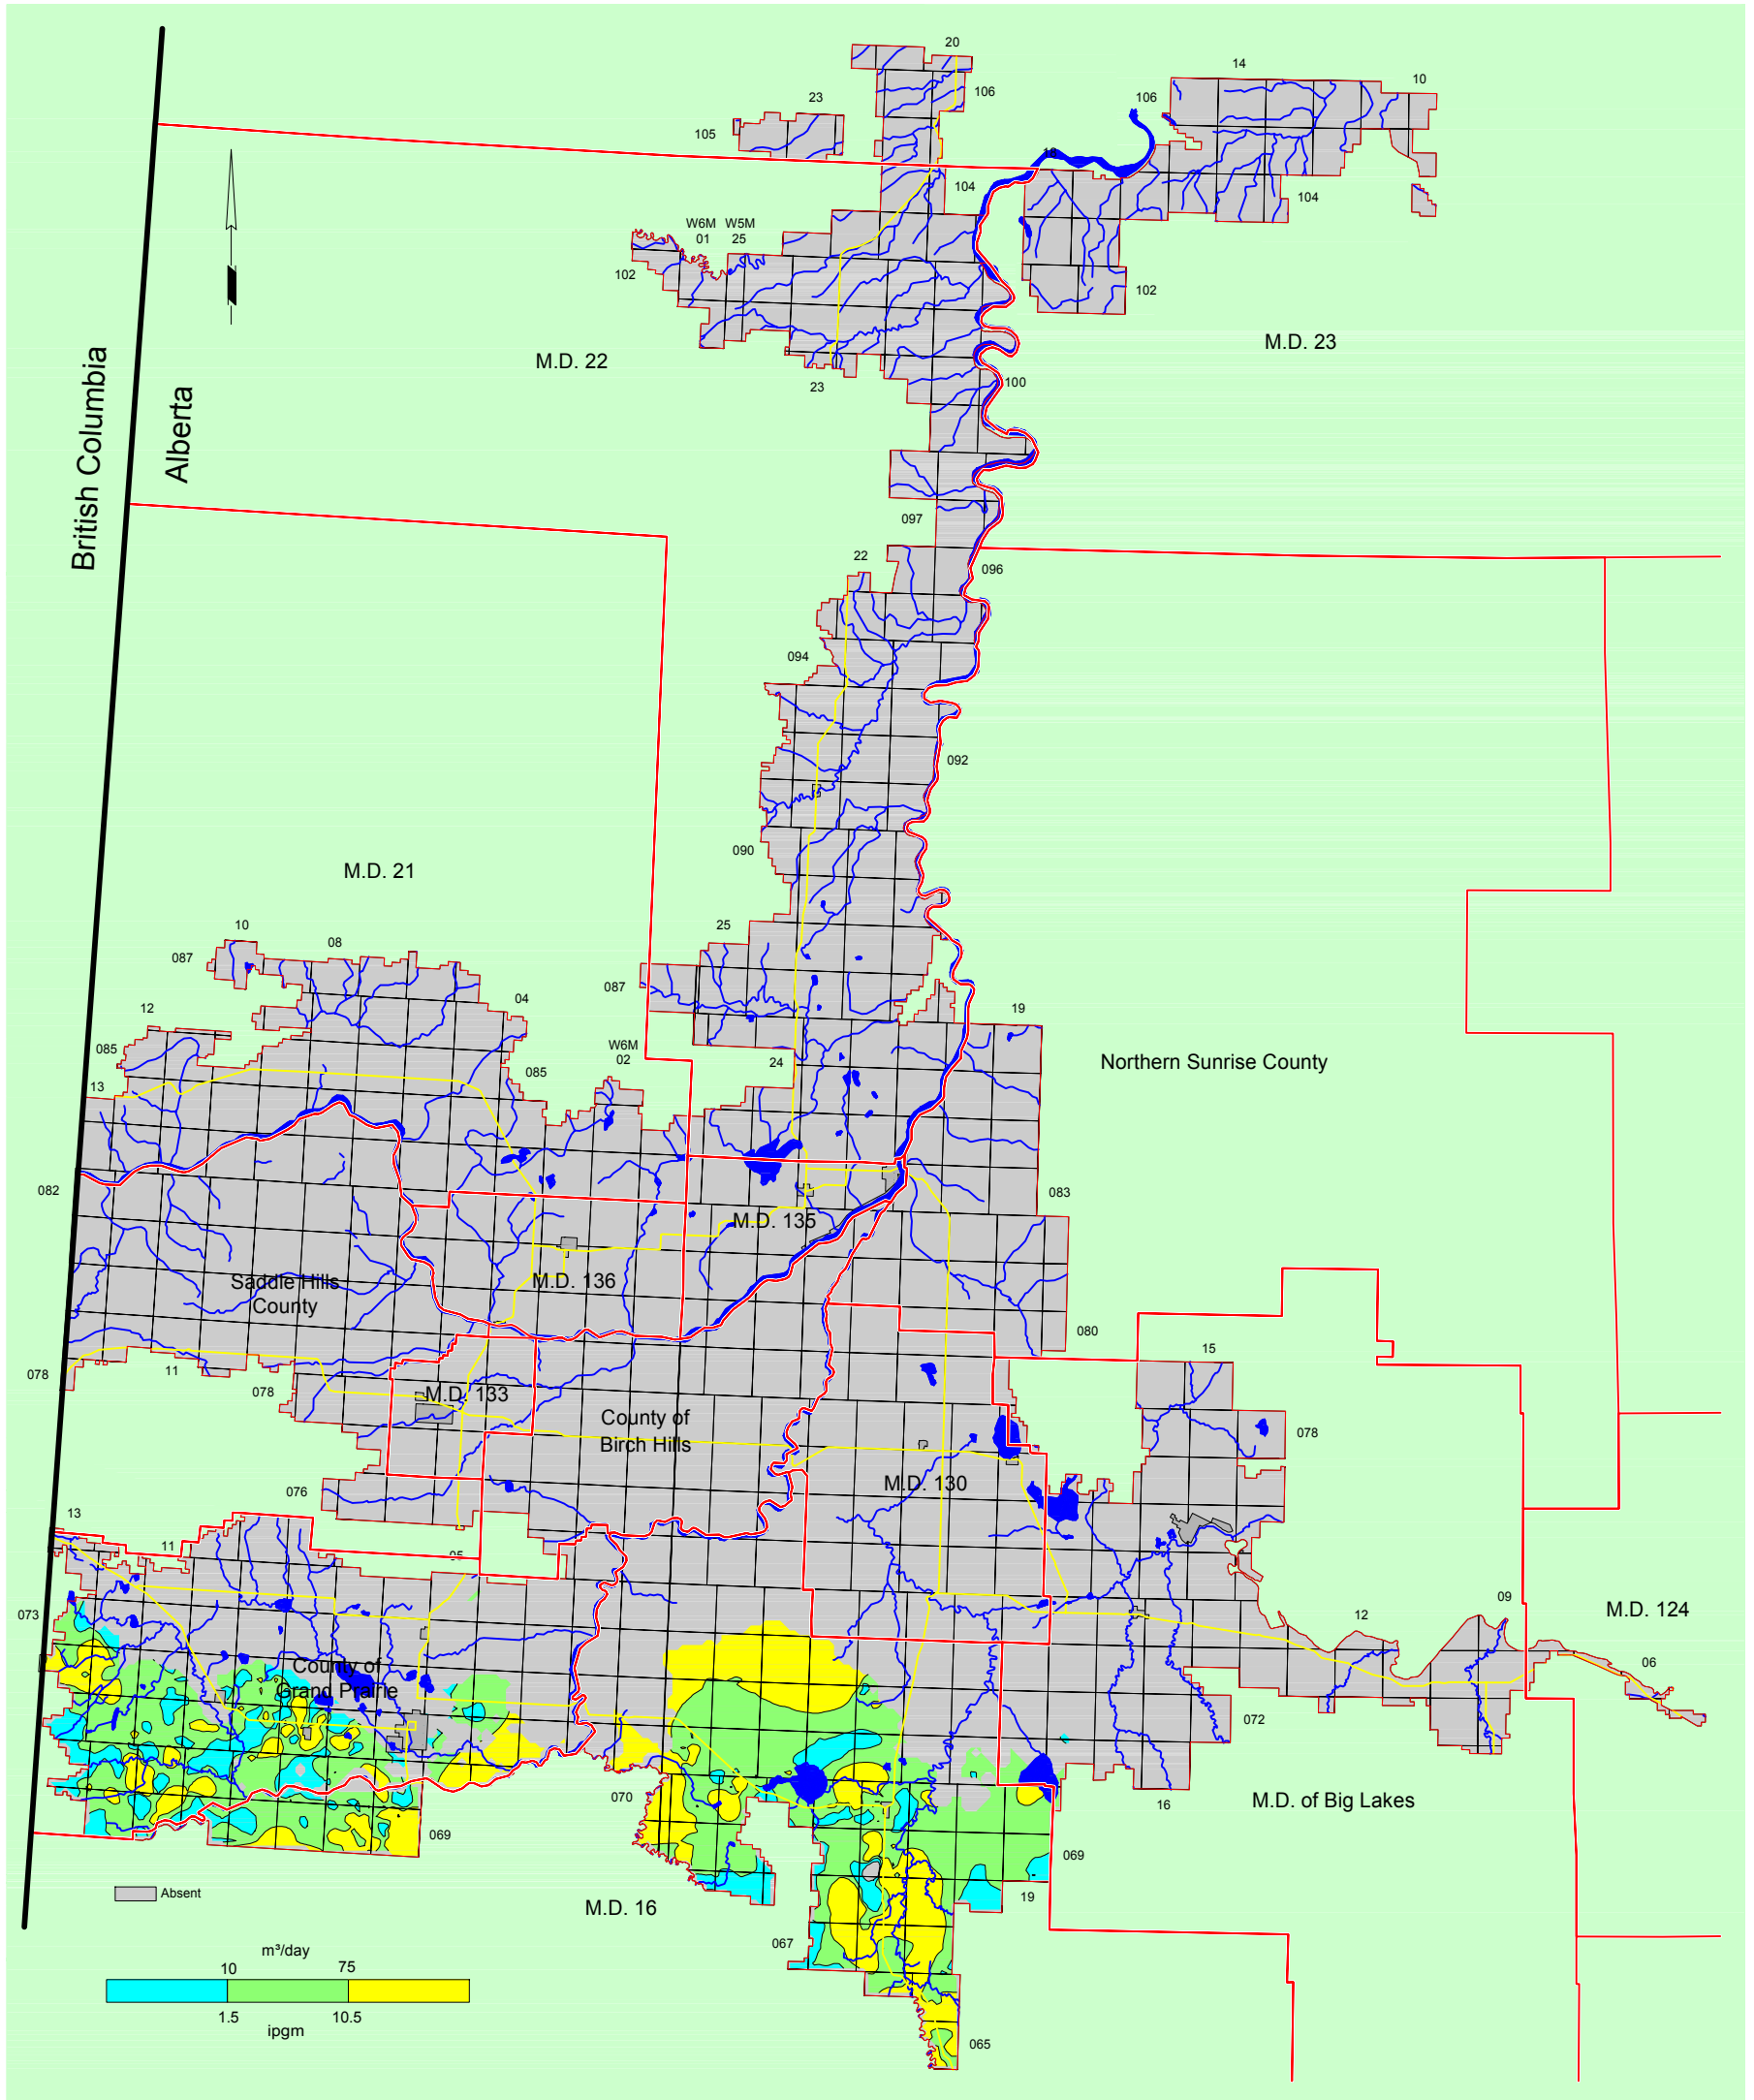 20
14
10
106
106
23
105
18
104
104
W6M W5M
01 25
102
102
M.D. 22
M.D. 23
23
100
British Columbia
Alberta
097
22
096
094
092
090
M.D. 21
10
08
25
087
087
04
12
19
085
W6M
02
085
24
13
Northern Sunrise County
082
083
M.D. 135
Saddle Hills
County
M.D. 136
080
15
11
078
078
M.D. 133
County of
Birch Hills
078
M.D. 130
076
13
11
05
073
09
12
M.D. 124
County of
Grand Prairie
06
072
070
16
M.D. of Big Lakes
069
069
Absent
19
M.D. 16
067
m³/day
10 75
1.5 10.5
ipgm
065